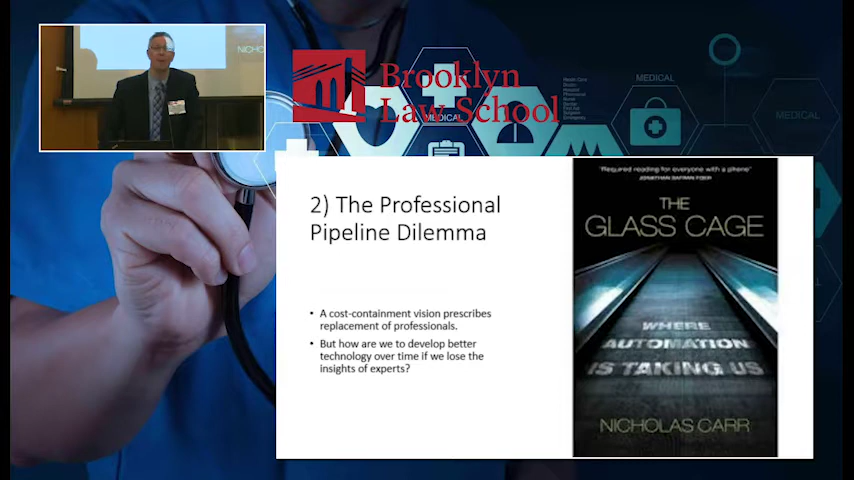 NICHOLAS
Brooklyn
Law School
MEDICAL
MEDICAL
MEDICAL
2) The Professional
Pipeline Dilemma
• A cost-containment vision prescribes
replacement of professionals.
• But how are we to develop better
technology over time if we lose the
insights of experts?
"Required reading for everyone with a phone"
JONATHAN SAFRAN FOER
THE
GLASS CAGE
WHERE
AUTOMATION
IS TAKING US
NICHOLAS CARR